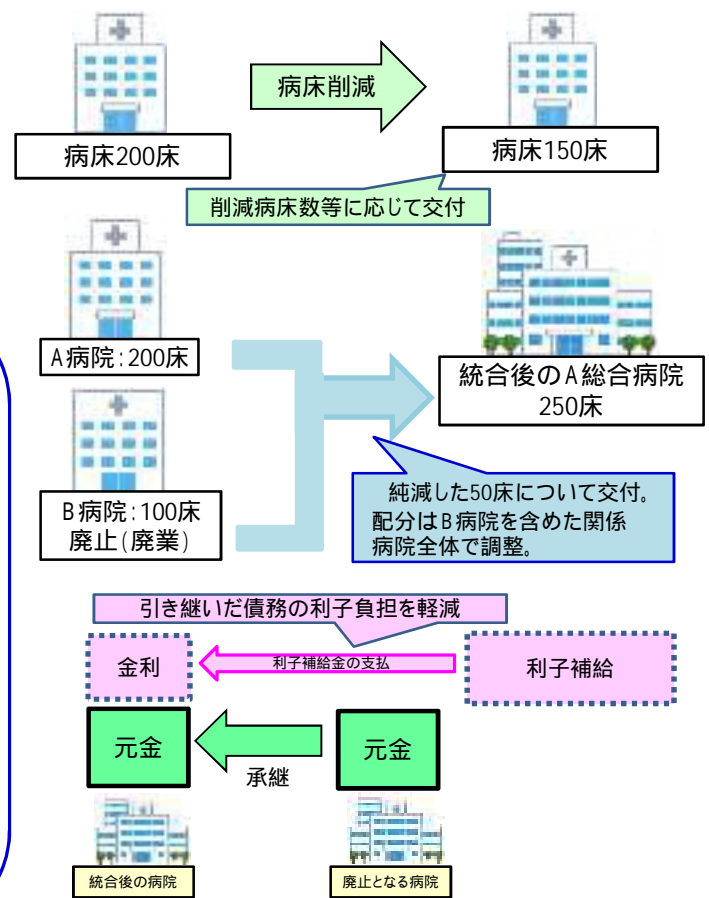 病床削減
病床200床
病床150床
削減病床数等に応じて交付
A病院:200床
統合後のA総合病院
250床
B病院:100床
廃止(廃業)
純減した50床について交付。
配分はB病院を含めた関係
病院全体で調整。
引き継いだ債務の利子負担を軽減
金利
利子補給金の支払
利子補給
元金
承継
元金
統合後の病院
廃止となる病院